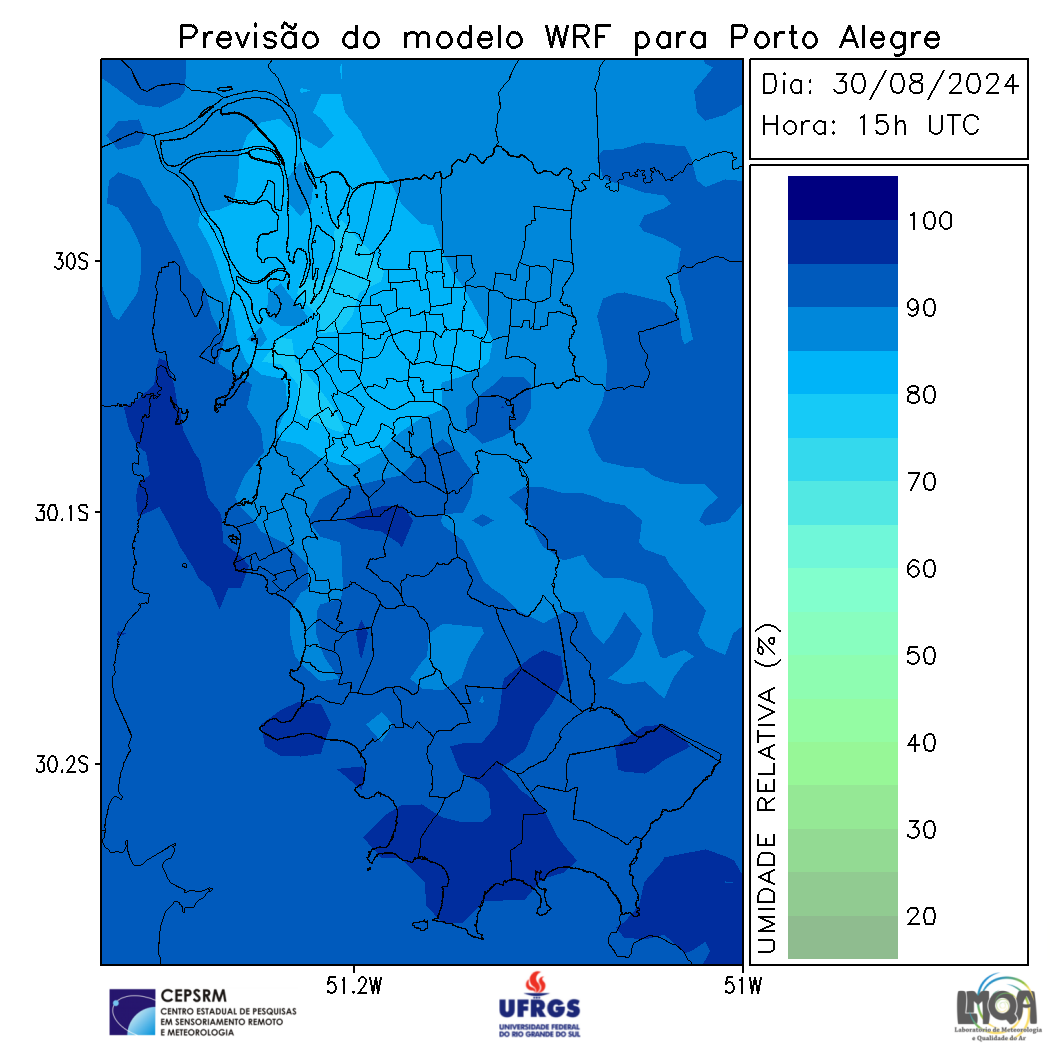 Previsão do modelo WRF para Porto Alegre
Dia: 30/08/2024
Hora: 15h UTC
30S
30.1S
30.2S
51.2W
51W
UMIDADE RELATIVA (%)
100
90
80
70
60
50
40
30
20
CEPSRM
CENTRO ESTADUAL DE PESQUISAS
EM SENSORIAMENTO REMOTO
E METEOROLOGIA
UFRGS
UNIVERSIDADE FEDERAL
DO RIO GRANDE DO SUL
LMQA
Laboratório de Meteorologia
e Qualidade do Ar